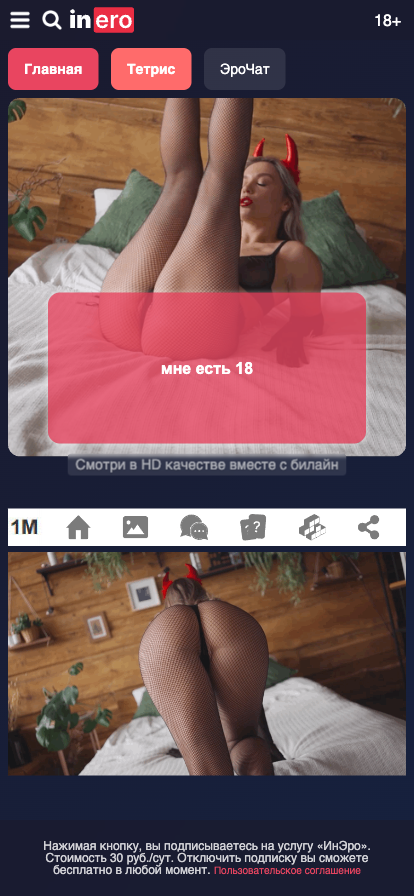 inero
18+
Главная
Тетрис
ЭроЧат
мне есть 18
Смотри в HD качестве вместе с билайн
1M
?
Нажимая кнопку, вы подписываетесь на услугу «ИнЭро».
Стоимость 30 руб./сут. Отключить подписку вы сможете
бесплатно в любой момент. Пользовательское соглашение